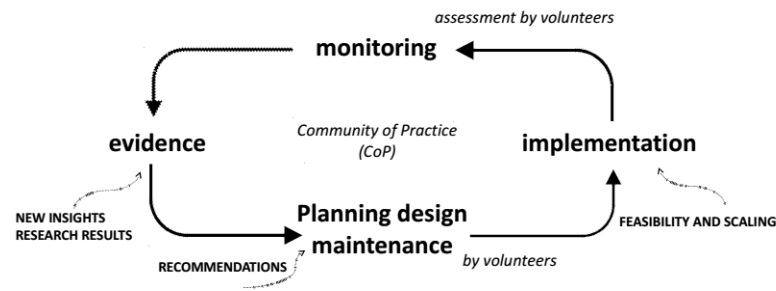 assessment by volunteers
monitoring
evidence
Community of Practice
(CoP)
implementation
NEW INSIGHTS
RESEARCH RESULTS
Planning design
maintenance
FEASIBILITY AND SCALING
RECOMMENDATIONS
by volunteers